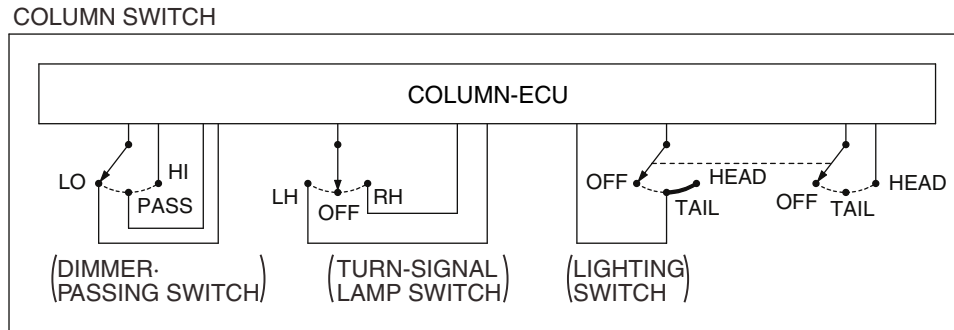 COLUMN SWITCH
COLUMN-ECU
LO
HI
PASS
LH
OFF
RH
OFF
HEAD
TAIL
OFF
TAIL
HEAD
(DIMMER·
PASSING SWITCH)
(TURN-SIGNAL
LAMP SWITCH)
(LIGHTING
SWITCH)